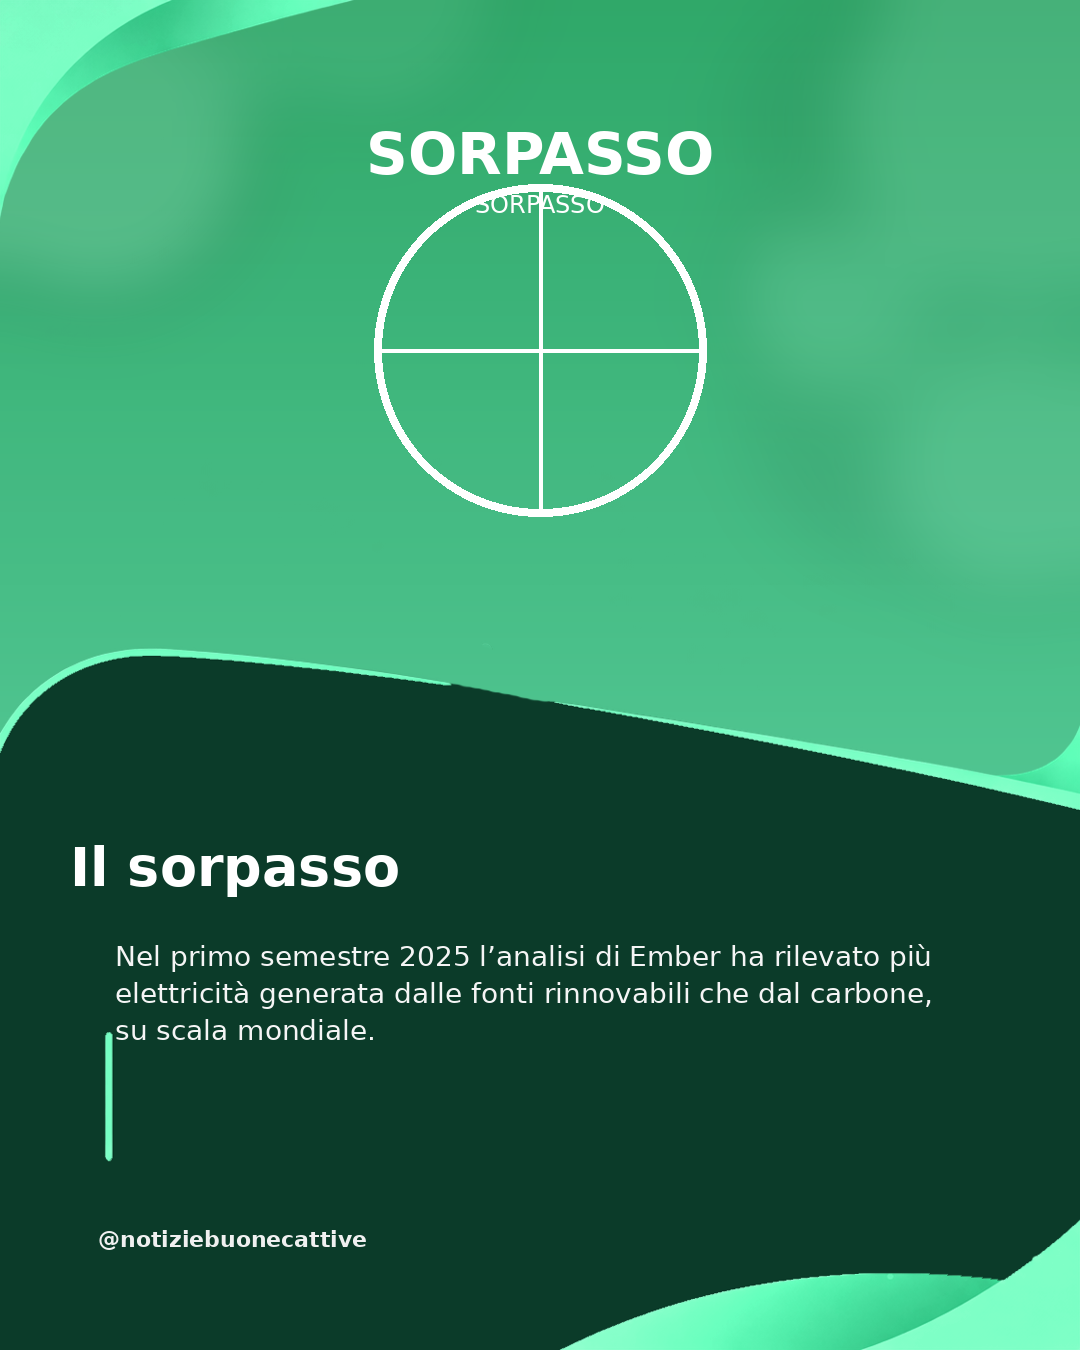 SORPASSO
SORPASSO
Il sorpasso
Nel primo semestre 2025 l’analisi di Ember ha rilevato più
elettricità generata dalle fonti rinnovabili che dal carbone,
su scala mondiale.
@notiziebuonecattive